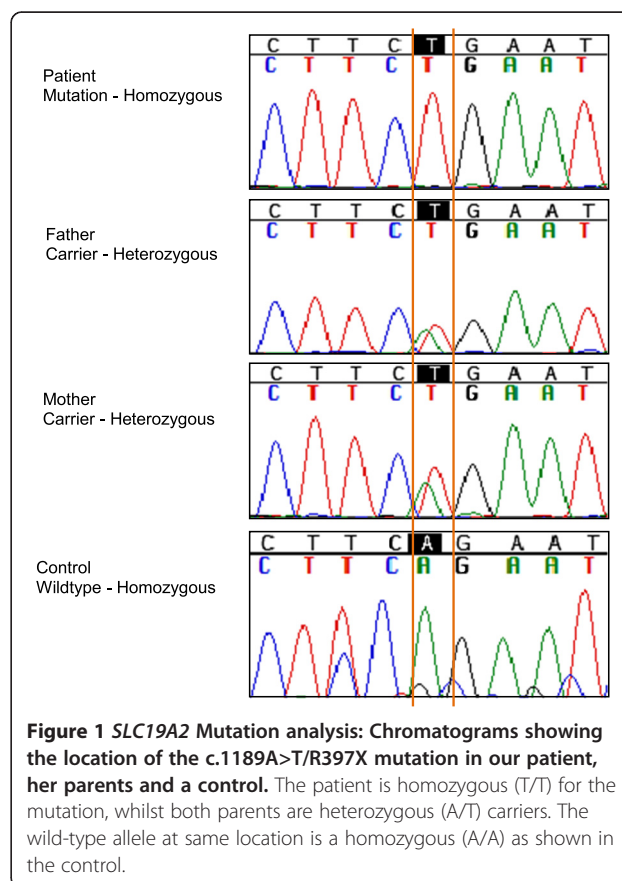 C T T C T G A A T
C T T C T G A A T
Patient
Mutation - Homozygous
C T T C T G A A T
C T T C T G A A T
Father
Carrier - Heterozygous
C T T C T G A A T
C T T C T G A A T
Mother
Carrier - Heterozygous
C T T C A G A A T
C T T C A G A A T
Control
Wildtype - Homozygous
Figure 1 SLC19A2 Mutation analysis: Chromatograms showing
the location of the c.1189A>T/R397X mutation in our patient,
her parents and a control. The patient is homozygous (T/T) for the
mutation, whilst both parents are heterozygous (A/T) carriers. The
wild-type allele at same location is a homozygous (A/A) as shown in
the control.